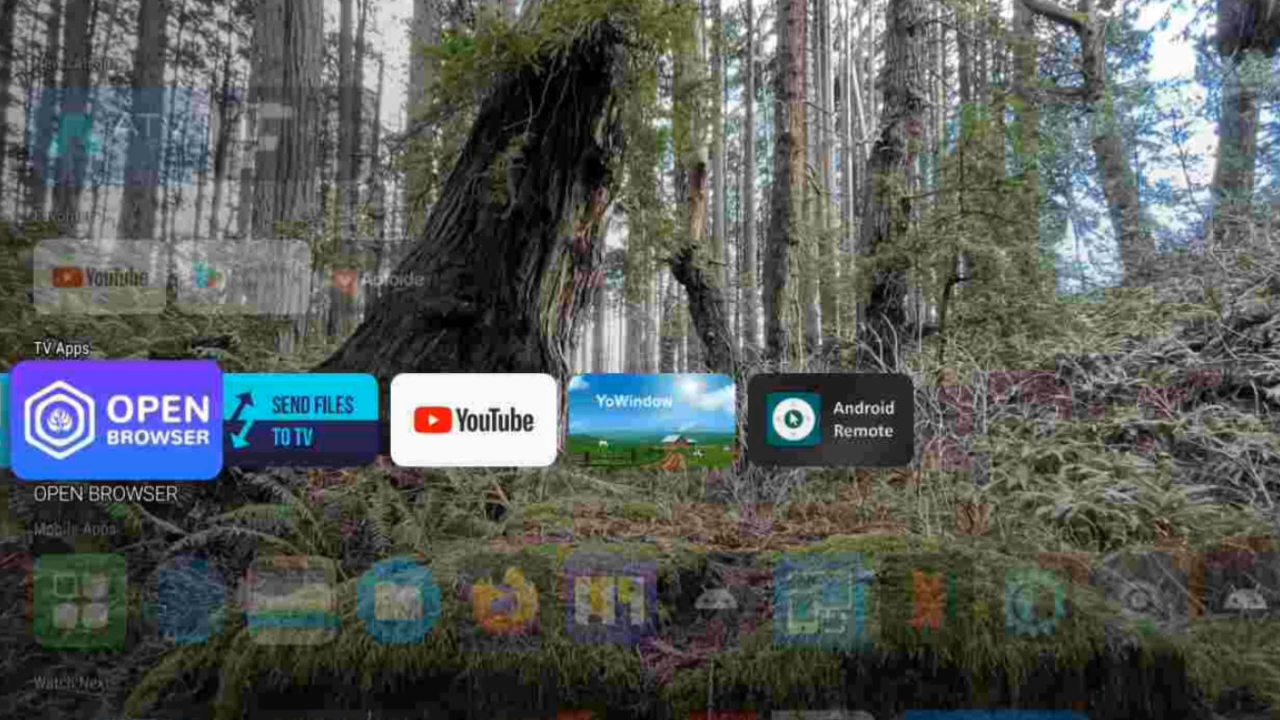 YouTube
Aptoide
TV Apps
OPEN
BROWSER
SEND FILES
TO TV
YouTube
YoWindow
Android
Remote
OPEN BROWSER
Mobile Apps
Watch Next